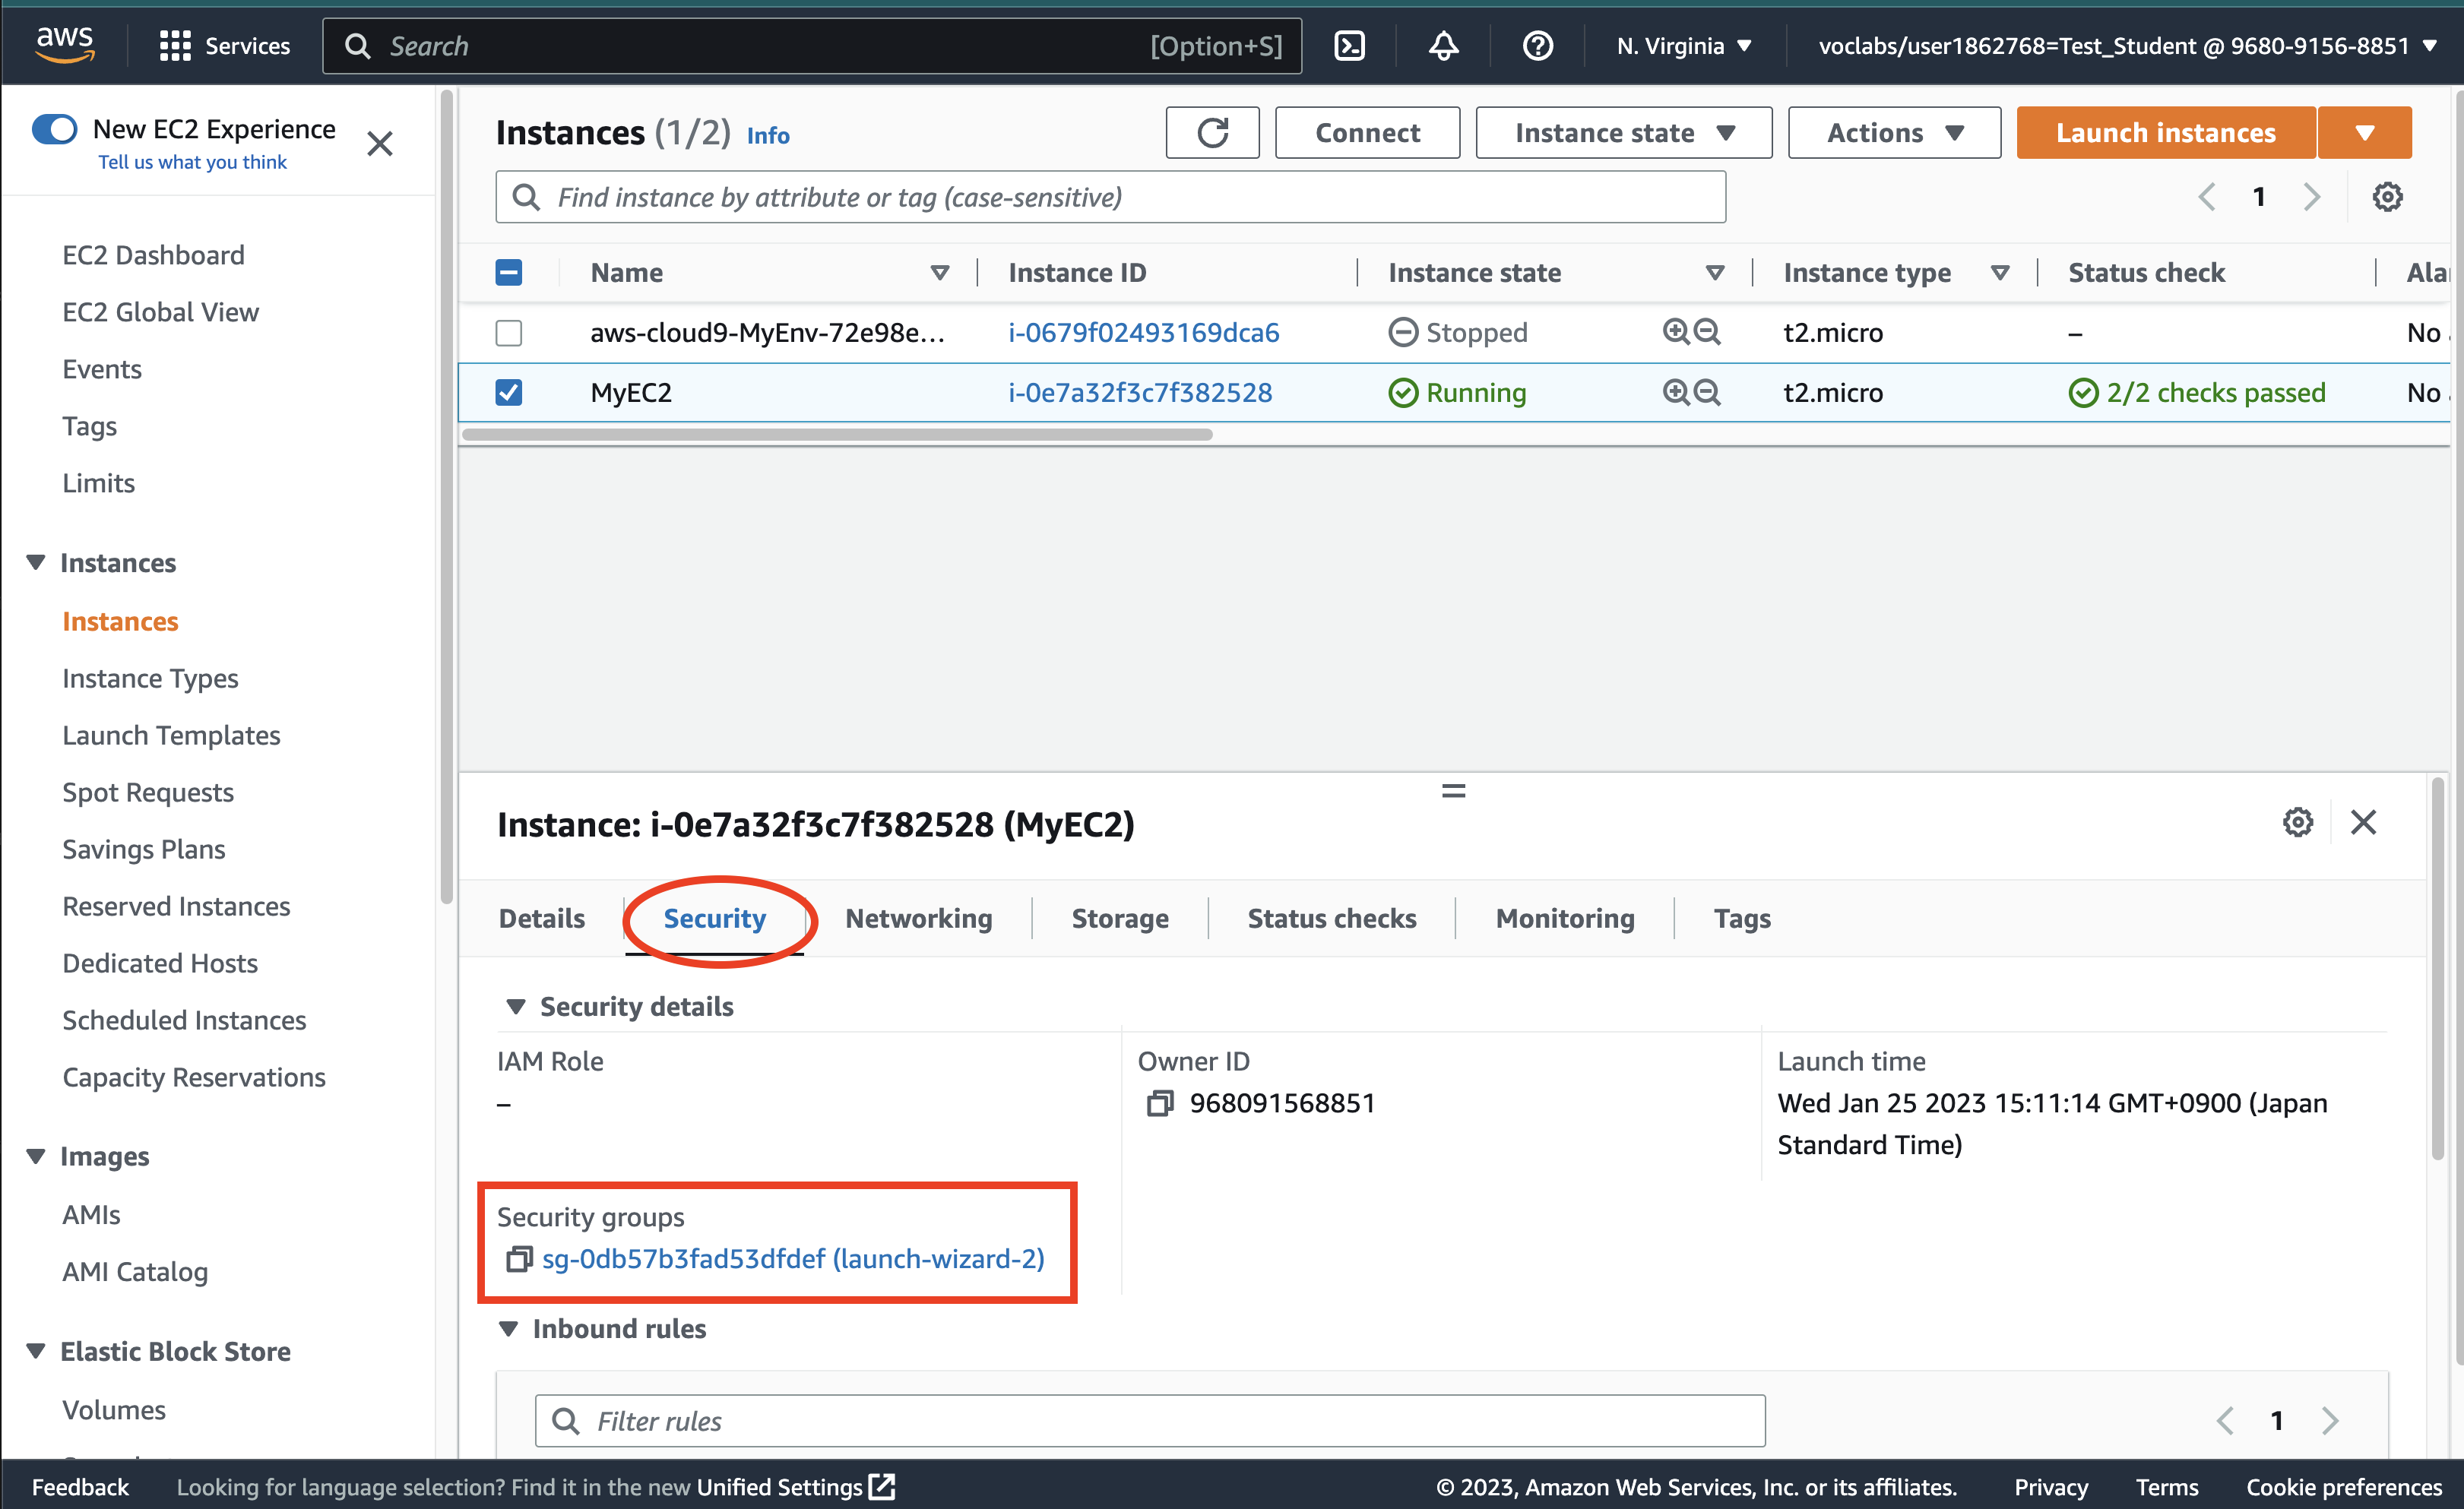 aws
Services
Search
[Option+S]
N. Virginia
voclabs/user1862768=Test_Student @ 9680-9156-8851
New EC2 Experience
Tell us what you think
EC2 Dashboard
EC2 Global View
Events
Tags
Limits
Instances
Instances
Instance Types
Launch Templates
Spot Requests
Savings Plans
Reserved Instances
Dedicated Hosts
Scheduled Instances
Capacity Reservations
Images
AMIs
AMI Catalog
Elastic Block Store
Volumes
Instances (1/2) Info
Connect
Instance state
Actions
Launch instances
Find instance by attribute or tag (case-sensitive)
1
Name Instance ID Instance state Instance type Status check Ala
aws-cloud9-MyEnv-72e98e... i-0679f02493169dca6 Stopped t2.micro – No
MyEC2 i-0e7a32f3c7f382528 Running t2.micro 2/2 checks passed No
Instance: i-0e7a32f3c7f382528 (MyEC2)
Details Security Networking Storage Status checks Monitoring Tags
Security details
IAM Role
–
Owner ID
968091568851
Launch time
Wed Jan 25 2023 15:11:14 GMT+0900 (Japan
Standard Time)
Security groups
sg-0db57b3fad53dfdef (launch-wizard-2)
Inbound rules
Filter rules
1
Feedback
Looking for language selection? Find it in the new Unified Settings
© 2023, Amazon Web Services, Inc. or its affiliates.
Privacy
Terms
Cookie preferences